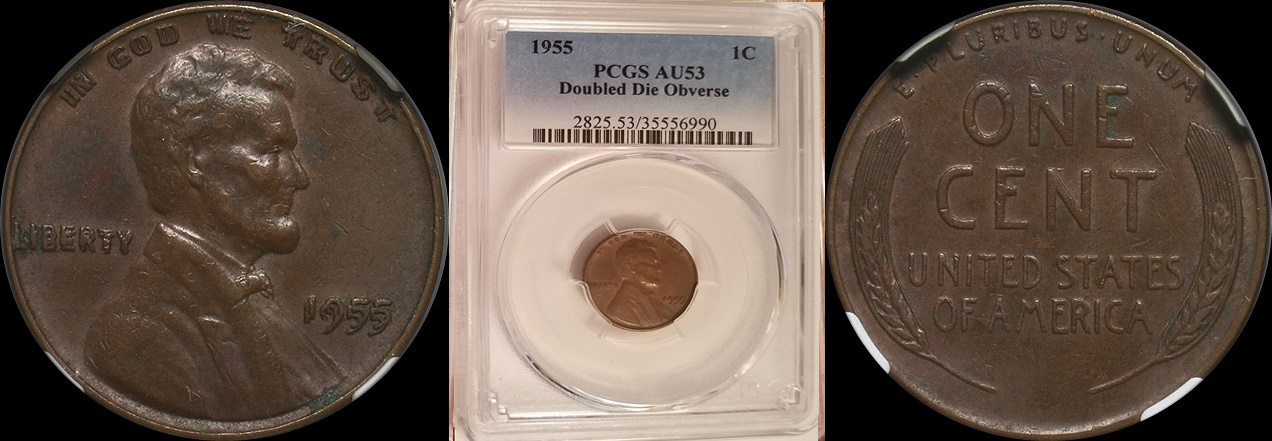 IN GOD WE TRUST
LIBERTY
1955
1955 1C
PCGS AU53
Doubled Die Obverse
2825.53/35556990
E·PLURIBUS·UNUM
ONE
CENT
UNITED STATES
OF AMERICA